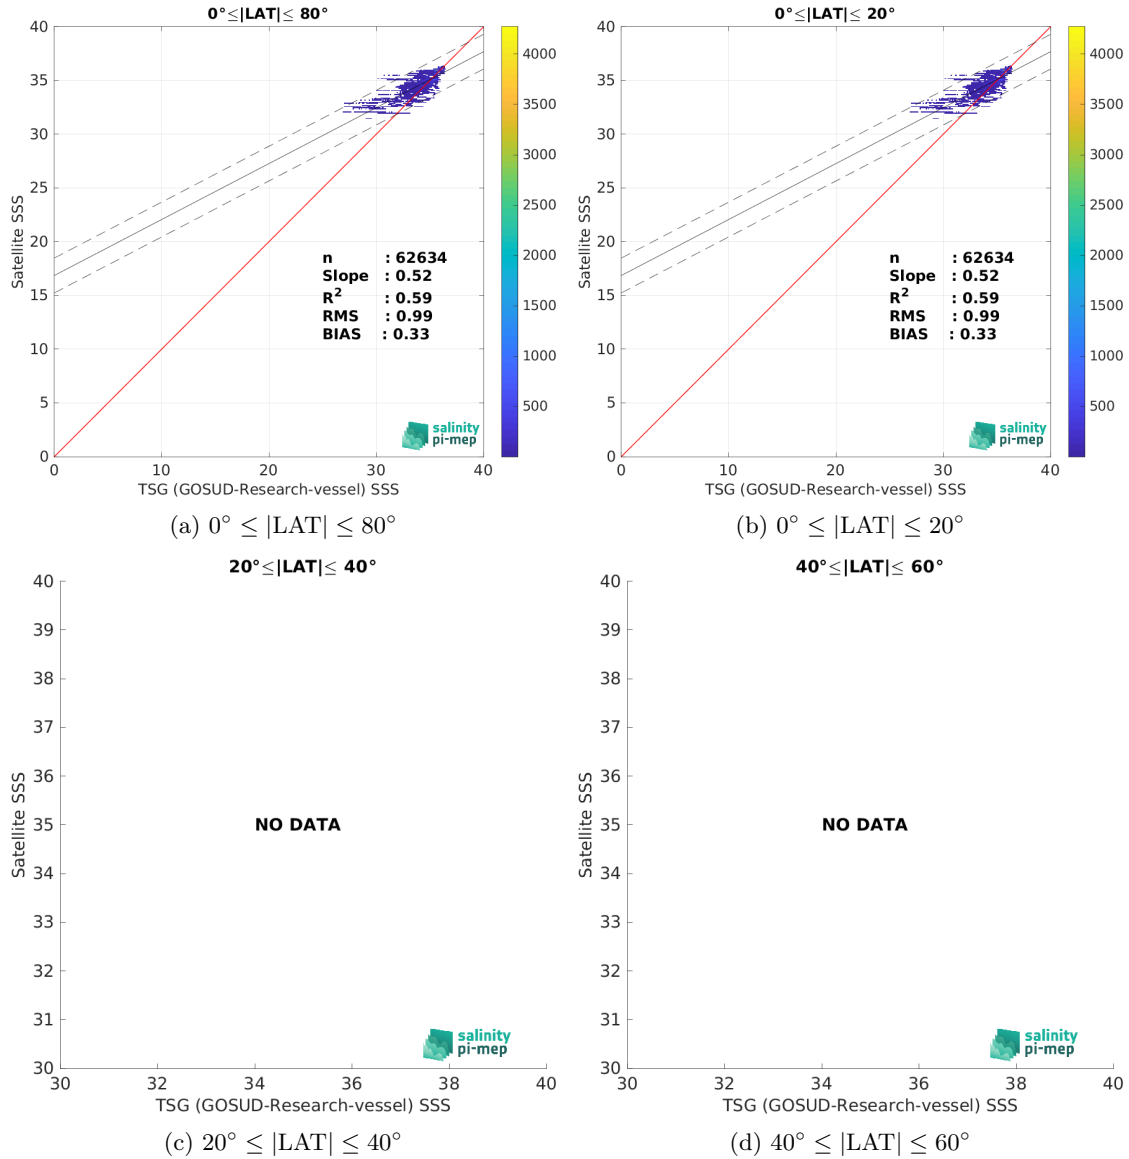 0°≤|LAT|≤ 80°
40
35
30
25
20
15
10
5
0
Satellite SSS
n : 62634
Slope : 0.52
R² : 0.59
RMS : 0.99
BIAS : 0.33
salinity
pi-mep
0 10 20 30 40
TSG (GOSUD-Research-vessel) SSS
4000
3500
3000
2500
2000
1500
1000
500
(a) 0° ≤ |LAT| ≤ 80°
0°≤|LAT|≤ 20°
40
35
30
25
20
15
10
5
0
Satellite SSS
n : 62634
Slope : 0.52
R² : 0.59
RMS : 0.99
BIAS : 0.33
salinity
pi-mep
0 10 20 30 40
TSG (GOSUD-Research-vessel) SSS
4000
3500
3000
2500
2000
1500
1000
500
(b) 0° ≤ |LAT| ≤ 20°
20°≤|LAT|≤ 40°
40
39
38
37
36
35
34
33
32
31
30
Satellite SSS
NO DATA
salinity
pi-mep
30 32 34 36 38 40
TSG (GOSUD-Research-vessel) SSS
(c) 20° ≤ |LAT| ≤ 40°
40°≤|LAT|≤ 60°
40
39
38
37
36
35
34
33
32
31
30
Satellite SSS
NO DATA
salinity
pi-mep
30 32 34 36 38 40
TSG (GOSUD-Research-vessel) SSS
(d) 40° ≤ |LAT| ≤ 60°